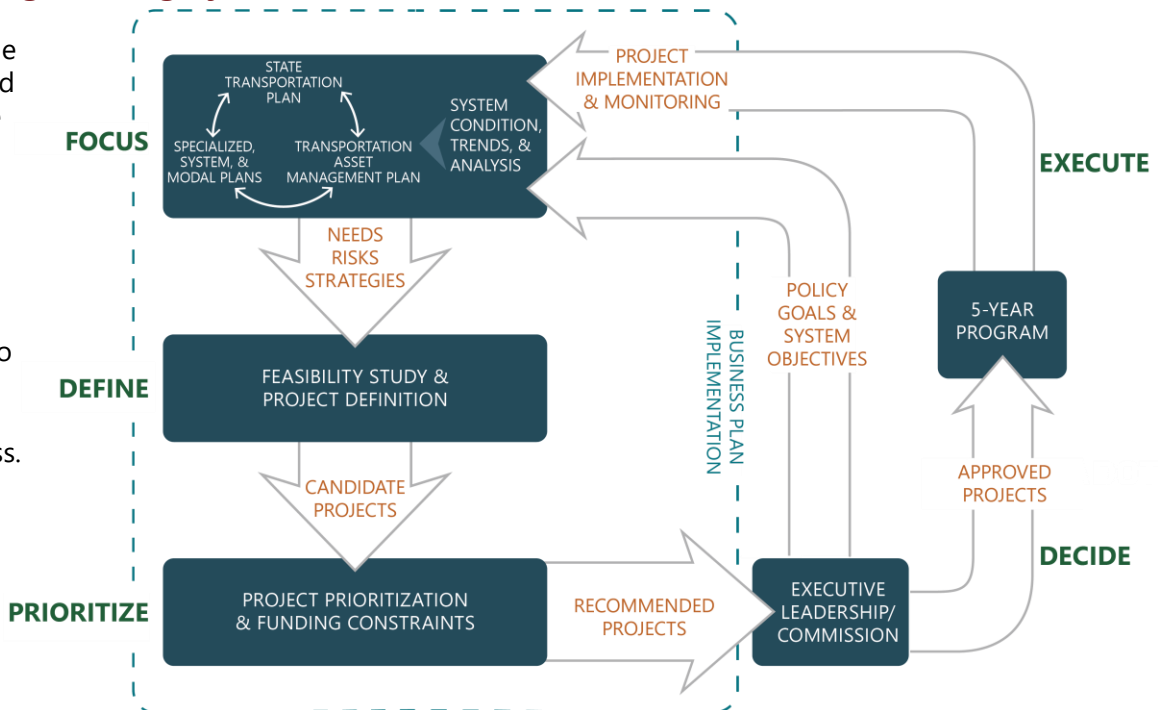 FOCUS
STATE
TRANSPORTATION
PLAN
SPECIALIZED,
SYSTEM, &
MODAL PLANS
TRANSPORTATION
ASSET
MANAGEMENT PLAN
SYSTEM
CONDITION,
TRENDS, &
ANALYSIS
PROJECT
IMPLEMENTATION
& MONITORING
EXECUTE
NEEDS
RISKS
STRATEGIES
POLICY
GOALS &
SYSTEM
OBJECTIVES
5-YEAR
PROGRAM
BUSINESS PLAN
IMPLEMENTATION
DEFINE
FEASIBILITY STUDY &
PROJECT DEFINITION
CANDIDATE
PROJECTS
APPROVED
PROJECTS
DECIDE
PRIORITIZE
PROJECT PRIORITIZATION
& FUNDING CONSTRAINTS
RECOMMENDED
PROJECTS
EXECUTIVE
LEADERSHIP/
COMMISSION